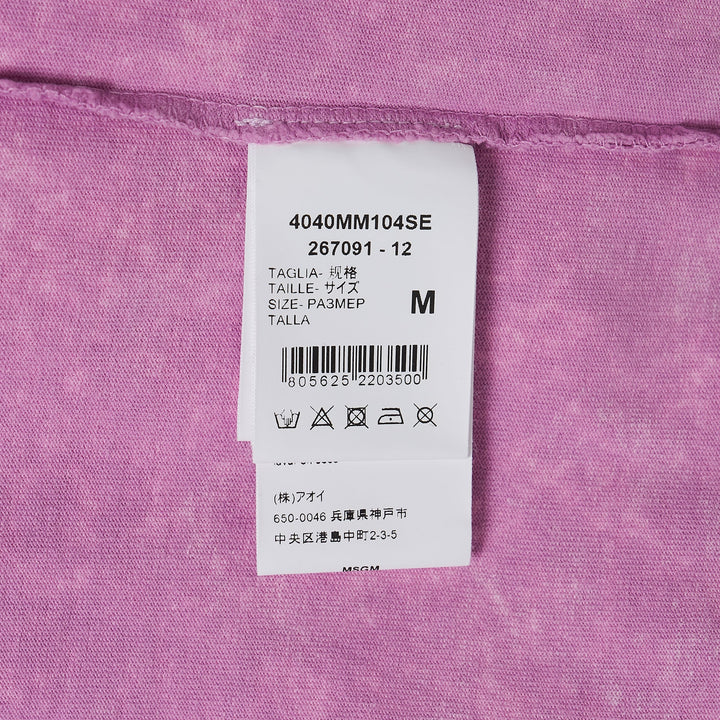 4040MM104SE
267091 - 12
TAGLIA- 规格
TAILLE- サイズ
SIZE- РАЗМЕР
TALLA
M
805625 2203500
(株)アオイ
650-0046 兵庫県神戸市
中央区港島中町2-3-5
MSGM